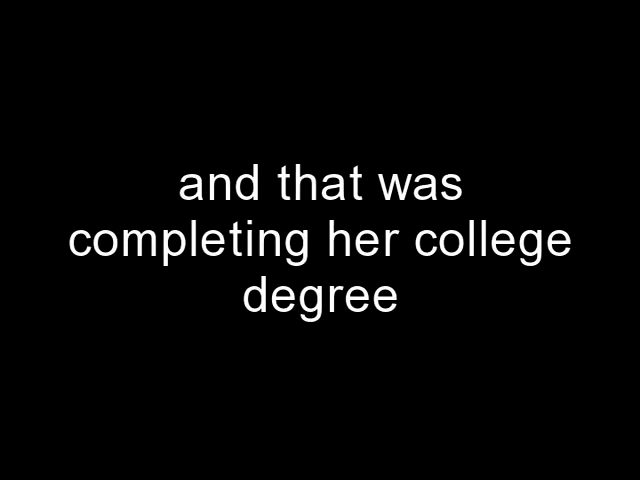 and that was
completing her college
degree